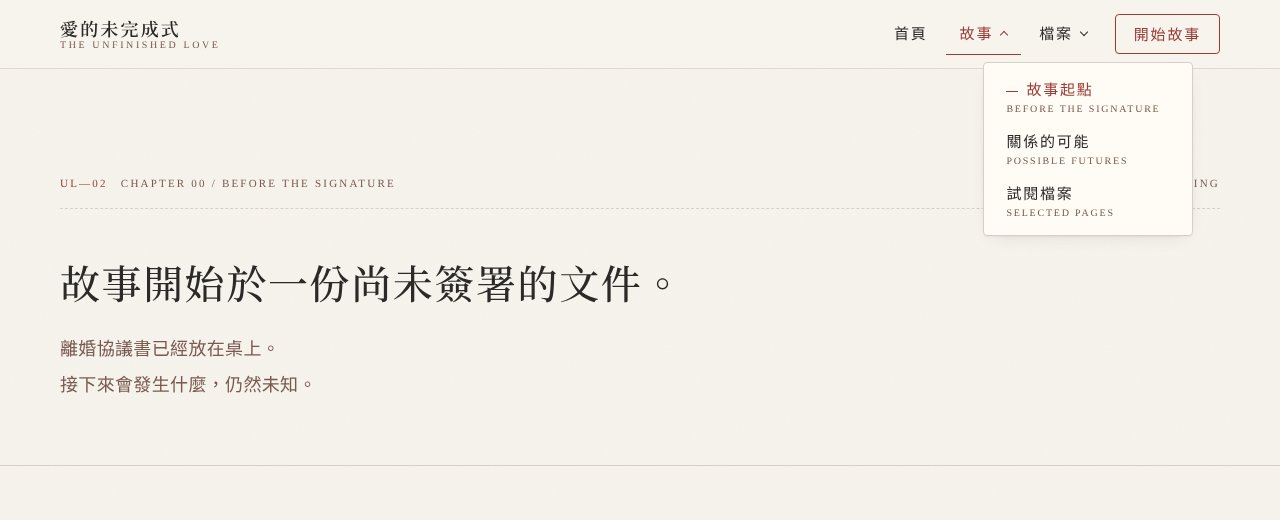 愛的未完成式
THE UNFINISHED LOVE
首頁
故事
檔案
開始故事
— 故事起點
BEFORE THE SIGNATURE
關係的可能
POSSIBLE FUTURES
試閱檔案
SELECTED PAGES
UL—02 CHAPTER 00 / BEFORE THE SIGNATURE
故事開始於一份尚未簽署的文件。
離婚協議書已經放在桌上。
接下來會發生什麼，仍然未知。